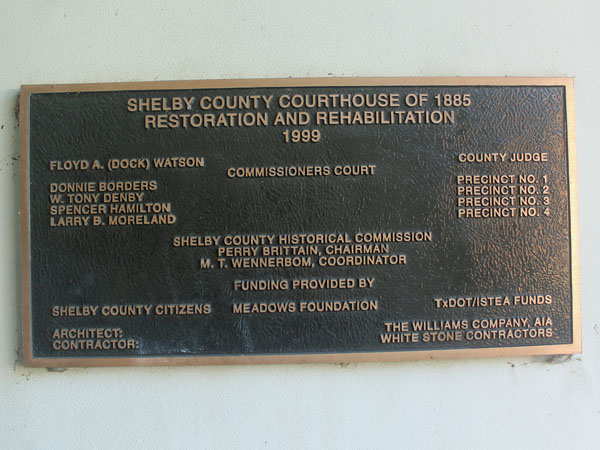 SHELBY COUNTY COURTHOUSE OF 1885
RESTORATION AND REHABILITATION
1999
FLOYD A. (DOCK) WATSON COUNTY JUDGE
COMMISSIONERS COURT
DONNIE BORDERS PRECINCT NO. 1
W. TONY DENBY PRECINCT NO. 2
SPENCER HAMILTON PRECINCT NO. 3
LARRY B. MORELAND PRECINCT NO. 4
SHELBY COUNTY HISTORICAL COMMISSION
PERRY BRITTAIN, CHAIRMAN
M. T. WENNERBOM, COORDINATOR
FUNDING PROVIDED BY
SHELBY COUNTY CITIZENS MEADOWS FOUNDATION TxDOT/ISTEA FUNDS
ARCHITECT: THE WILLIAMS COMPANY, AIA
CONTRACTOR: WHITE STONE CONTRACTORS